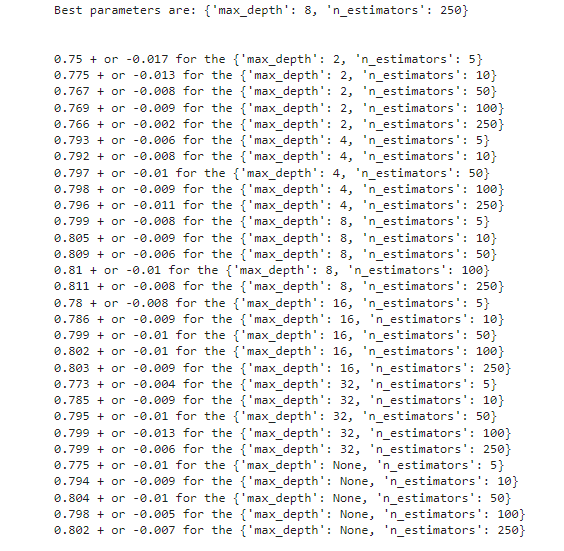 Best parameters are: {'max_depth': 8, 'n_estimators': 250}
0.75 + or -0.017 for the {'max_depth': 2, 'n_estimators': 5}
0.775 + or -0.013 for the {'max_depth': 2, 'n_estimators': 10}
0.767 + or -0.008 for the {'max_depth': 2, 'n_estimators': 50}
0.769 + or -0.009 for the {'max_depth': 2, 'n_estimators': 100}
0.766 + or -0.002 for the {'max_depth': 2, 'n_estimators': 250}
0.793 + or -0.006 for the {'max_depth': 4, 'n_estimators': 5}
0.792 + or -0.008 for the {'max_depth': 4, 'n_estimators': 10}
0.797 + or -0.01 for the {'max_depth': 4, 'n_estimators': 50}
0.798 + or -0.009 for the {'max_depth': 4, 'n_estimators': 100}
0.796 + or -0.011 for the {'max_depth': 4, 'n_estimators': 250}
0.799 + or -0.008 for the {'max_depth': 8, 'n_estimators': 5}
0.805 + or -0.009 for the {'max_depth': 8, 'n_estimators': 10}
0.809 + or -0.006 for the {'max_depth': 8, 'n_estimators': 50}
0.81 + or -0.01 for the {'max_depth': 8, 'n_estimators': 100}
0.811 + or -0.008 for the {'max_depth': 8, 'n_estimators': 250}
0.78 + or -0.008 for the {'max_depth': 16, 'n_estimators': 5}
0.786 + or -0.009 for the {'max_depth': 16, 'n_estimators': 10}
0.799 + or -0.01 for the {'max_depth': 16, 'n_estimators': 50}
0.802 + or -0.01 for the {'max_depth': 16, 'n_estimators': 100}
0.803 + or -0.009 for the {'max_depth': 16, 'n_estimators': 250}
0.773 + or -0.004 for the {'max_depth': 32, 'n_estimators': 5}
0.785 + or -0.009 for the {'max_depth': 32, 'n_estimators': 10}
0.795 + or -0.01 for the {'max_depth': 32, 'n_estimators': 50}
0.799 + or -0.013 for the {'max_depth': 32, 'n_estimators': 100}
0.799 + or -0.006 for the {'max_depth': 32, 'n_estimators': 250}
0.775 + or -0.01 for the {'max_depth': None, 'n_estimators': 5}
0.794 + or -0.009 for the {'max_depth': None, 'n_estimators': 10}
0.804 + or -0.01 for the {'max_depth': None, 'n_estimators': 50}
0.798 + or -0.005 for the {'max_depth': None, 'n_estimators': 100}
0.802 + or -0.007 for the {'max_depth': None, 'n_estimators': 250}